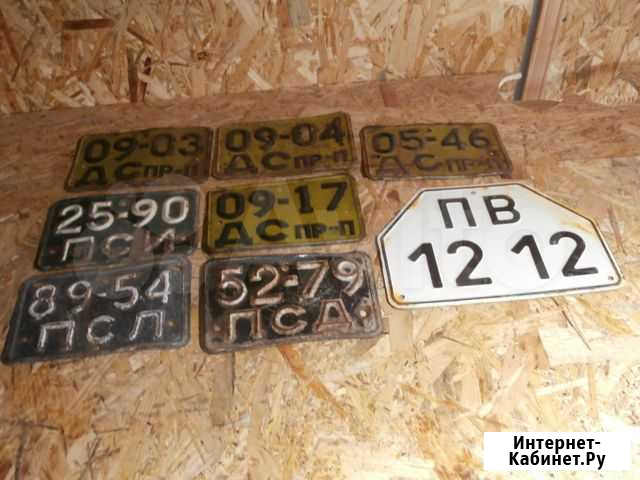 09-03
ДС ПР-П
09-04
ДС ПР-П
05-46
ДС ПР-П
25-90
ПСИ
09-17
ДС ПР-П
ПВ
12 12
89-54
ПСЛ
52-79
ПСД
Интернет-
Кабинет.Ру